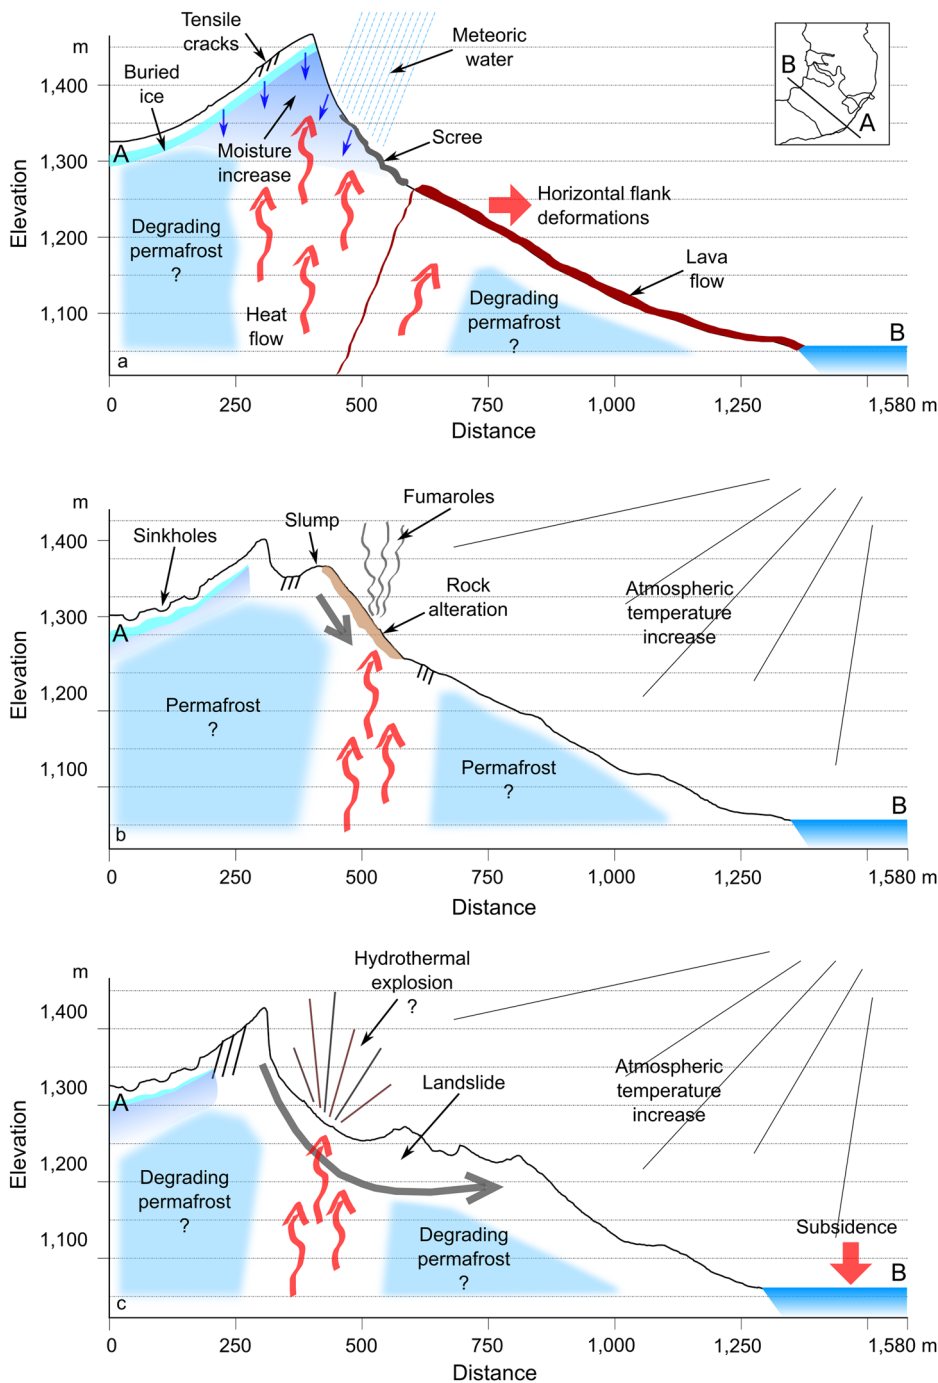 Tensile
cracks
m
Meteoric
water
Buried
ice
1,400
B
A
Scree
Moisture
increase
A
1,300
Elevation
Horizontal flank
deformations
Degrading
permafrost
?
1,200
Lava
flow
Degrading
permafrost
?
Heat
flow
1,100
B
a
0 250 500 750 1,000 1,250 1,580 m
Distance
m
Fumaroles
Slump
Sinkholes
1,400
Rock
alteration
Atmospheric
temperature
increase
1,300
A
Elevation
1,200
Permafrost
?
Permafrost
?
1,100
B
b
0 250 500 750 1,000 1,250 1,580 m
Distance
m
Hydrothermal
explosion
?
1,400
Landslide
Atmospheric
temperature
increase
1,300
A
Elevation
1,200
Degrading
permafrost
?
Degrading
permafrost
?
Subsidence
1,100
B
c
0 250 500 750 1,000 1,250 1,580 m
Distance